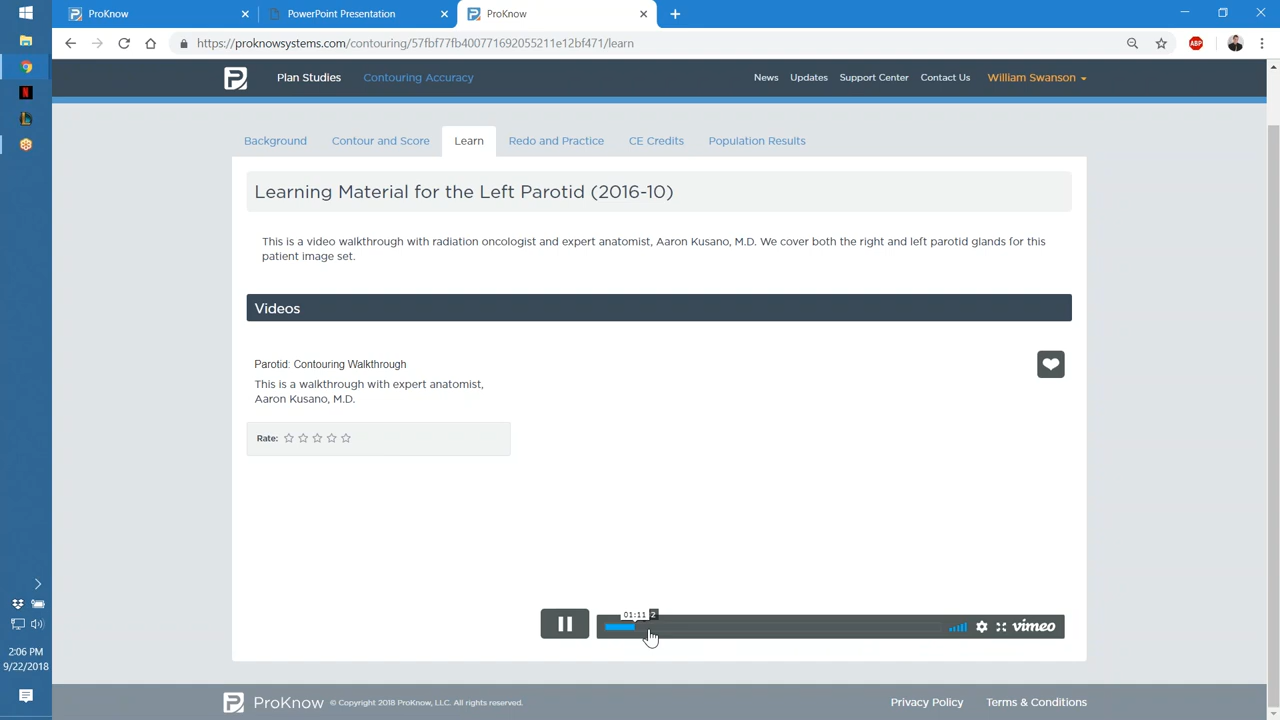 ProKnow
PowerPoint Presentation
ProKnow
https://proknowsystems.com/contouring/57fbf77fb400771692055211e12bf471/learn
ABP
Plan Studies
Contouring Accuracy
News
Updates
Support Center
Contact Us
William Swanson
Background
Contour and Score
Learn
Redo and Practice
CE Credits
Population Results
Learning Material for the Left Parotid (2016-10)
This is a video walkthrough with radiation oncologist and expert anatomist, Aaron Kusano, M.D. We cover both the right and left parotid glands for this
patient image set.
Videos
Parotid: Contouring Walkthrough
This is a walkthrough with expert anatomist,
Aaron Kusano, M.D.
Rate:
01:11
2
vimeo
2:06 PM
9/22/2018
ProKnow
© Copyright 2018 ProKnow, LLC. All rights reserved.
Privacy Policy
Terms & Conditions